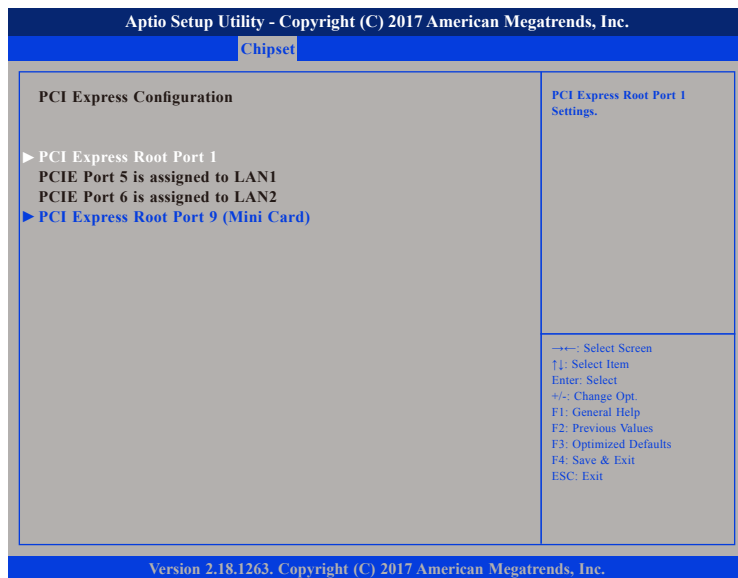 Aptio Setup Utility - Copyright (C) 2017 American Megatrends, Inc.
Chipset
PCI Express Configuration
▶ PCI Express Root Port 1
PCIE Port 5 is assigned to LAN1
PCIE Port 6 is assigned to LAN2
▶ PCI Express Root Port 9 (Mini Card)
PCI Express Root Port 1
Settings.
→←: Select Screen
↑↓: Select Item
Enter: Select
+/-: Change Opt.
F1: General Help
F2: Previous Values
F3: Optimized Defaults
F4: Save & Exit
ESC: Exit
Version 2.18.1263. Copyright (C) 2017 American Megatrends, Inc.